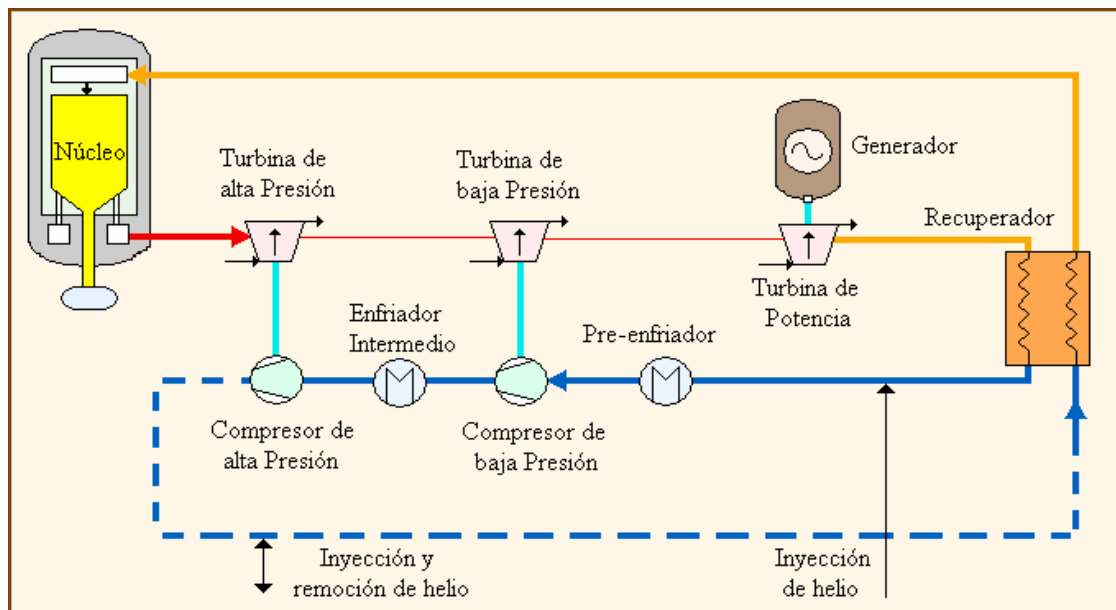 Núcleo
Turbina de
alta Presión
Turbina de
baja Presión
Generador
Recuperador
Turbina de
Potencia
Enfriador
Intermedio
Pre-enfriador
Compresor de
alta Presión
Compresor de
baja Presión
Inyección y
remoción de helio
Inyección
de helio